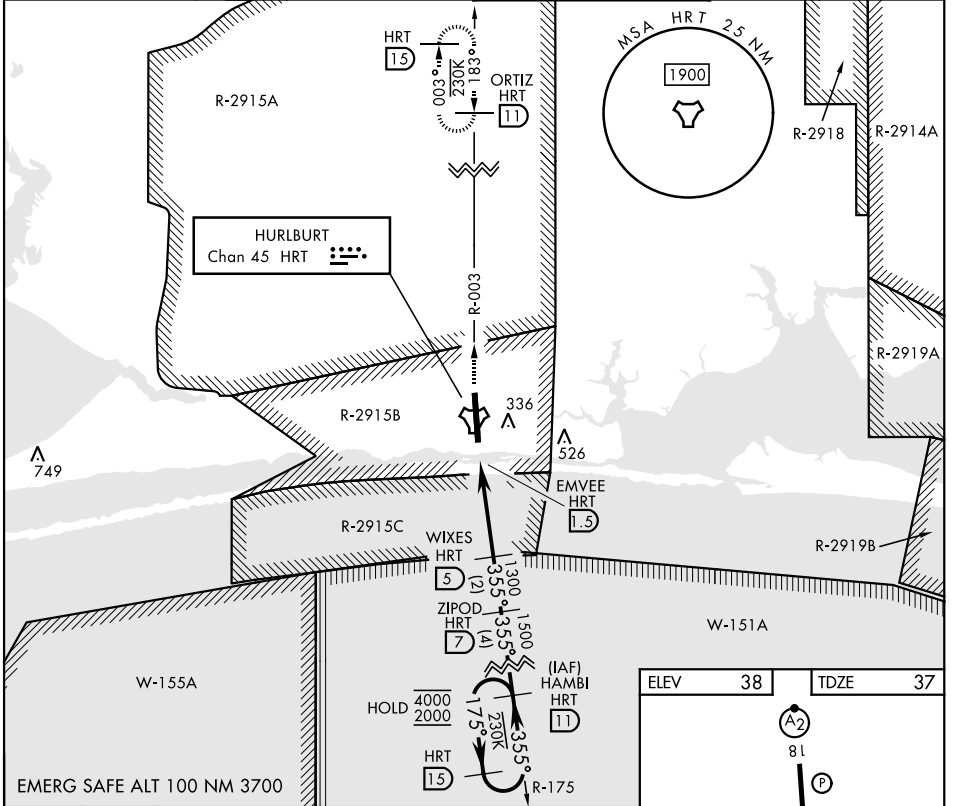 MSA HRT 25 NM
1900
HRT
15
003°
230K
183°
ORTIZ
HRT
11
R-2915A
R-2918
R-2914A
HURLBURT
Chan 45 HRT
R-003
R-2919A
R-2915B
336
526
749
EMVEE
HRT
1.5
R-2915C
WIXES
HRT
5
(2)
355°
1300
R-2919B
ZIPOD
HRT
7
(4)
355°
1500
W-151A
W-155A
(IAF)
HAMBI
HRT
11
HOLD 4000
2000
175°
230K
355°
HRT
15
R-175
EMERG SAFE ALT 100 NM 3700
ELEV 38 TDZE 37
A2
18
P